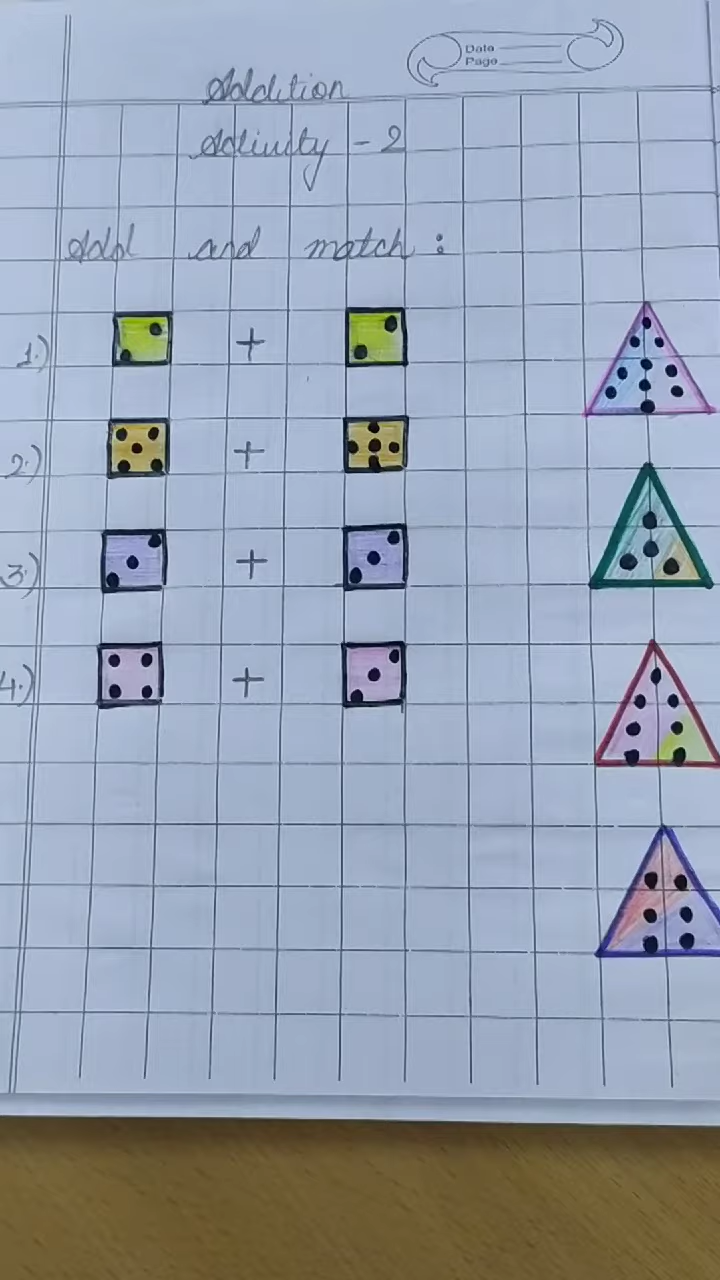 Date
Page
Addition
Activity - 2
Add and match :
1.) +
2.) +
3.) +
4.) +